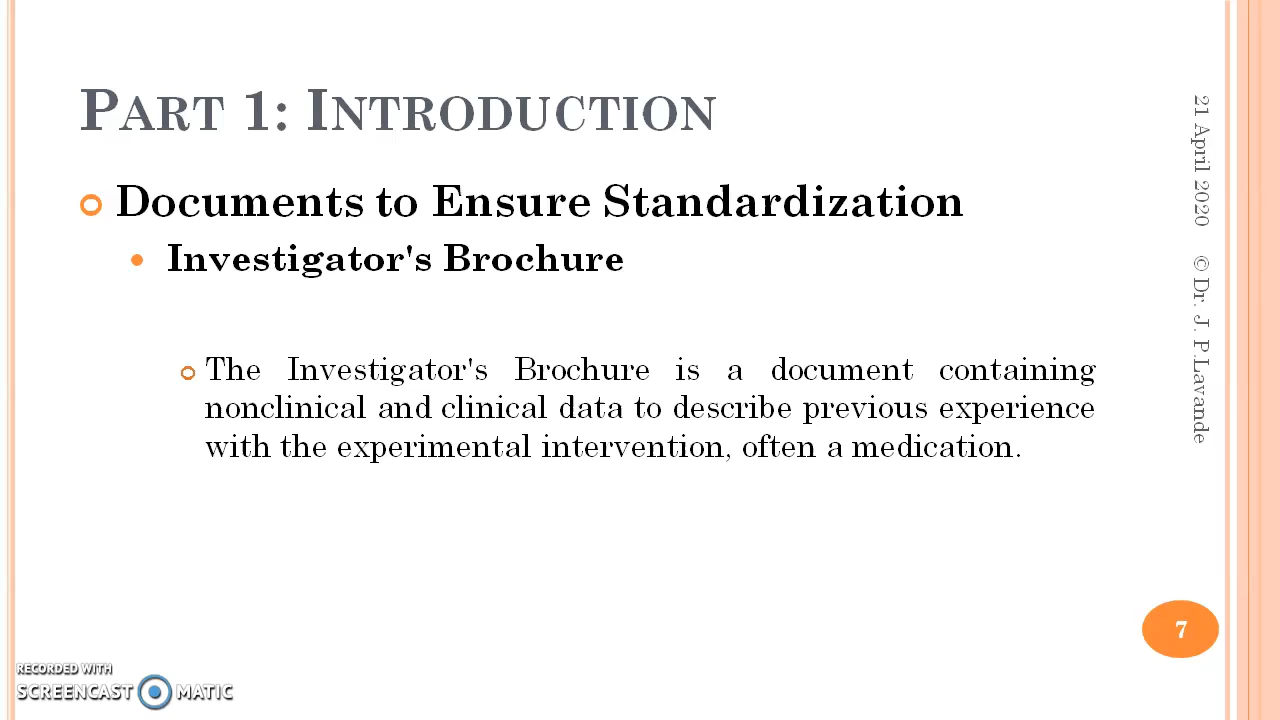 PART 1: INTRODUCTION
Documents to Ensure Standardization
Investigator's Brochure
The Investigator's Brochure is a document containing
nonclinical and clinical data to describe previous experience
with the experimental intervention, often a medication.
21 April 2020 © Dr. J. P.Lavande
7
RECORDED WITH
SCREENCAST MATIC